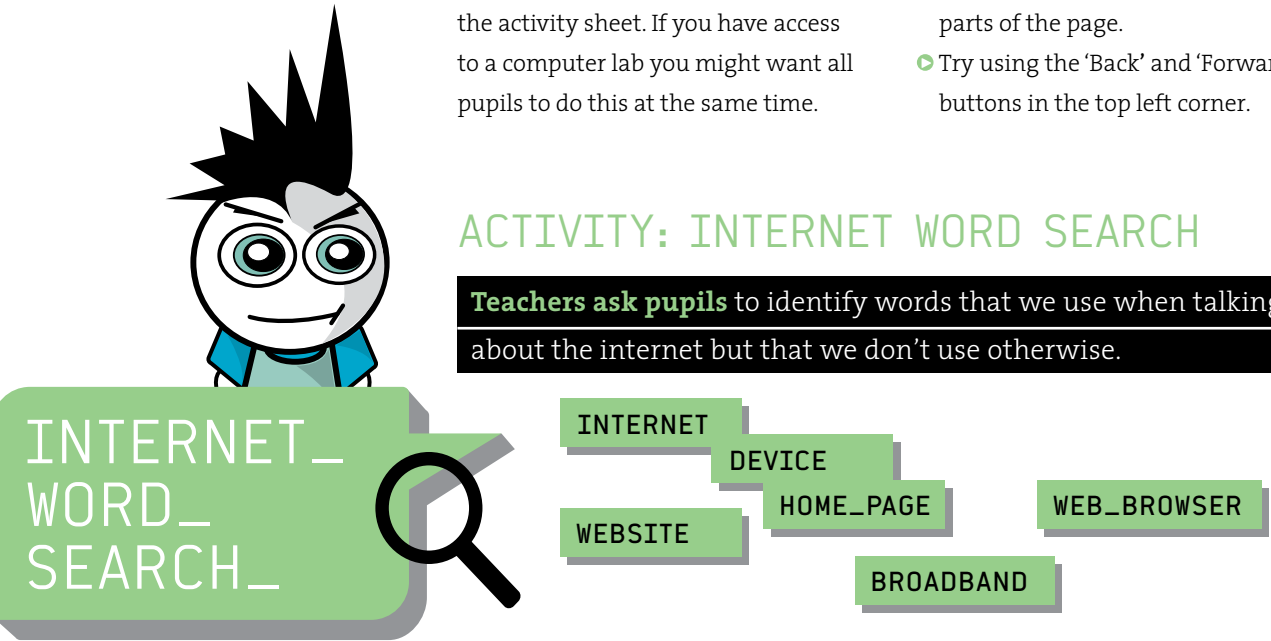 the activity sheet. If you have access
to a computer lab you might want all
pupils to do this at the same time.
parts of the page.
Try using the ‘Back’ and ‘Forwar
buttons in the top left corner.
ACTIVITY: INTERNET WORD SEARCH
Teachers ask pupils to identify words that we use when talking
about the internet but that we don’t use otherwise.
INTERNET_
WORD_
SEARCH_
INTERNET
DEVICE
HOME_PAGE
WEB_BROWSER
WEBSITE
BROADBAND